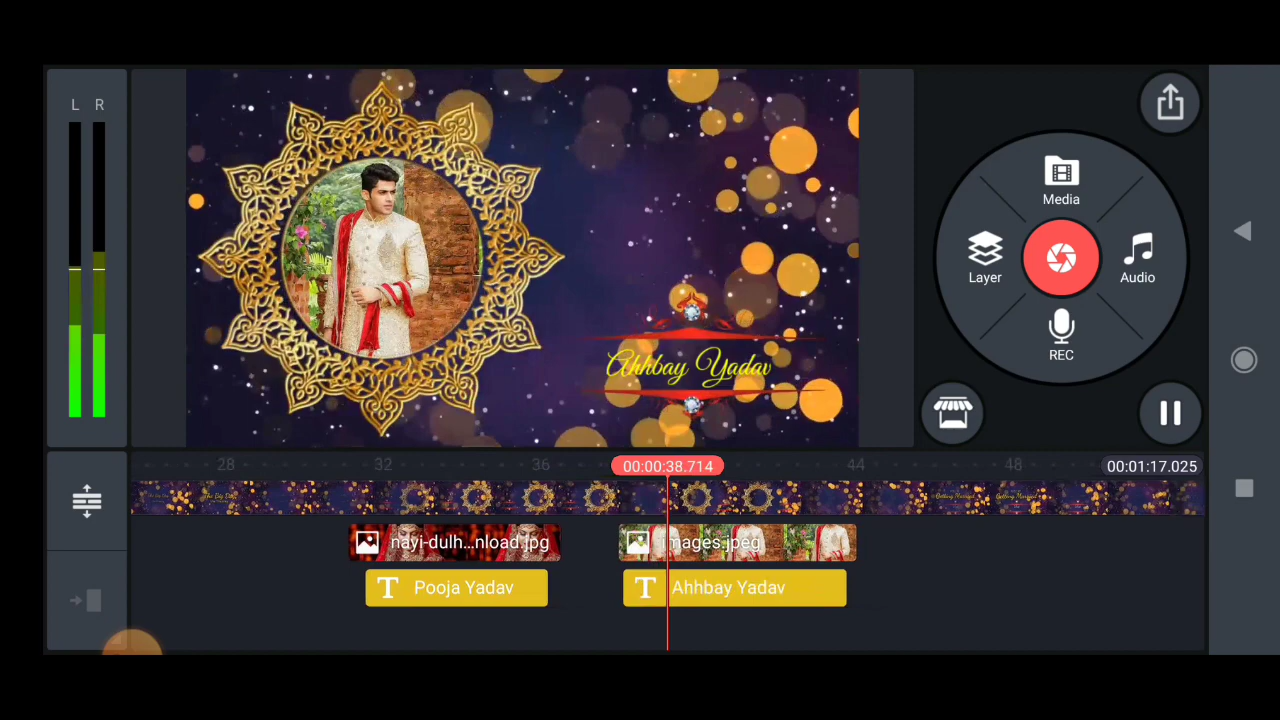 L R
Media
Layer
Audio
REC
Ahhbay Yadav
28 32 36 00:00:38.714 44 48 00:01:17.025
nayi-dulh...nload.jpg
images.jpeg
T Pooja Yadav
T Ahhbay Yadav